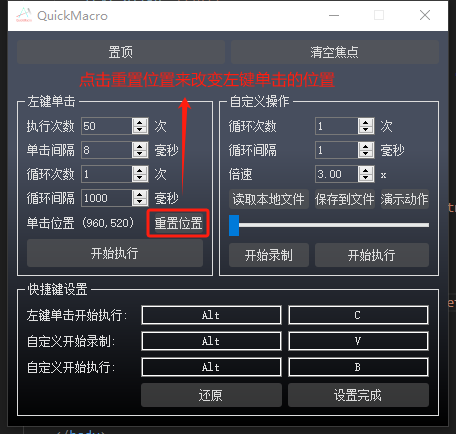 QuickMacro
置顶 清空焦点
点击重置位置来改变左键单击的位置
左键单击 自定义操作
执行次数 50 次 循环次数 1 次
单击间隔 8 毫秒 循环间隔 1 毫秒
循环次数 1 次 倍速 3.00 x
循环间隔 1000 毫秒 读取本地文件 保存到文件 演示动作
单击位置 (960,520) 重置位置
开始执行 开始录制 开始执行
快捷键设置
左键单击开始执行: Alt C
自定义开始录制: Alt V
自定义开始执行: Alt B
还原 设置完成